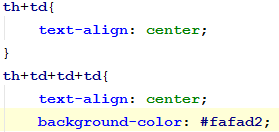 th+td{
text-align: center;
}
th+td+td+td{
text-align: center;
background-color: #fafad2;